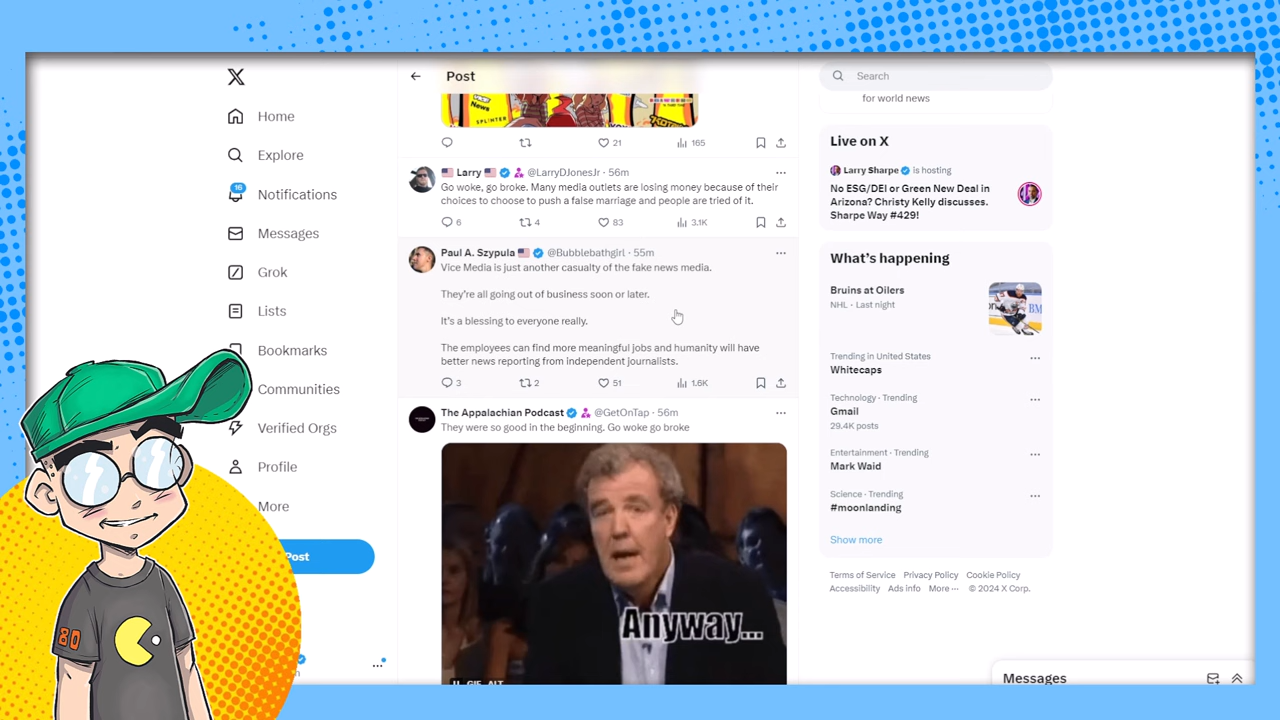 Post
Search
for world news
Home
Explore
16
Notifications
Messages
Grok
Lists
Bookmarks
Communities
Verified Orgs
Profile
More
Post
80
News
SPLINTER
21
165
Larry @LarryDJonesJr · 56m
Go woke, go broke. Many media outlets are losing money because of their
choices to choose to push a false marriage and people are tried of it.
6
4
83
3.1K
Paul A. Szypula @Bubblebathgirl · 55m
Vice Media is just another casualty of the fake news media.
They're all going out of business soon or later.
It's a blessing to everyone really.
The employees can find more meaningful jobs and humanity will have
better news reporting from independent journalists.
3
2
51
1.6K
The Appalachian Podcast @GetOnTap · 56m
They were so good in the beginning. Go woke go broke
Anyway...
GIF ALT
Live on X
Larry Sharpe is hosting
No ESG/DEI or Green New Deal in
Arizona? Christy Kelly discusses.
Sharpe Way #429!
What's happening
Bruins at Oilers
NHL · Last night
Trending in United States
Whitecaps
Technology · Trending
Gmail
29.4K posts
Entertainment · Trending
Mark Waid
Science · Trending
#moonlanding
Show more
Terms of Service Privacy Policy Cookie Policy
Accessibility Ads info More ··· © 2024 X Corp.
Messages